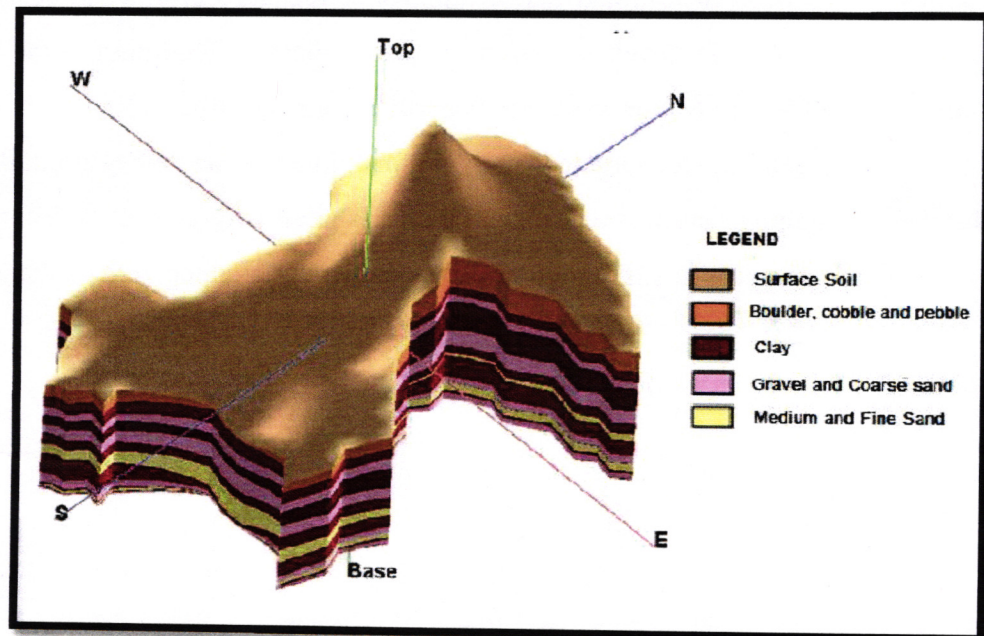 Top
W
N
LEGEND
Surface Soil
Boulder, cobble and pebble
Clay
Gravel and Coarse sand
Medium and Fine Sand
S
E
Base